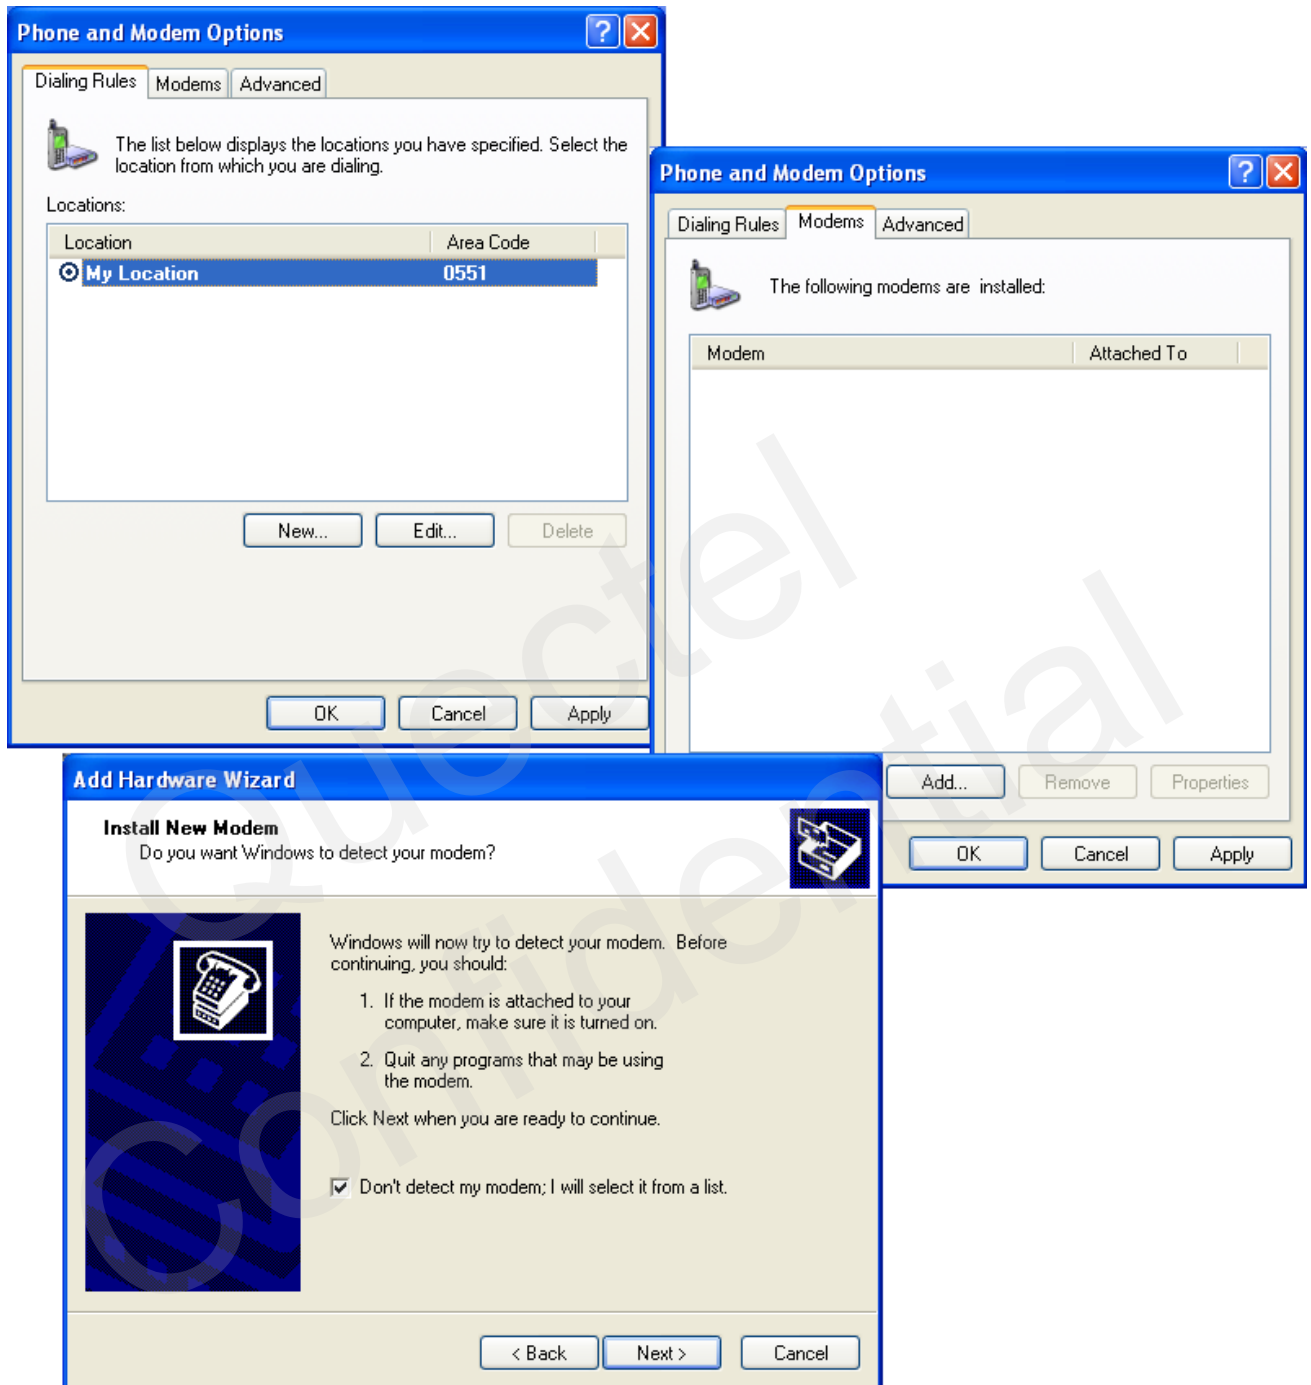 Phone and Modem Options
Dialing Rules Modems Advanced
The list below displays the locations you have specified. Select the
location from which you are dialing.
Locations:
Location Area Code
My Location 0551
New... Edit... Delete
OK Cancel Apply
Phone and Modem Options
Dialing Rules Modems Advanced
The following modems are installed:
Modem Attached To
Add... Remove Properties
OK Cancel Apply
Add Hardware Wizard
Install New Modem
Do you want Windows to detect your modem?
Windows will now try to detect your modem. Before
continuing, you should:
1. If the modem is attached to your
computer, make sure it is turned on.
2. Quit any programs that may be using
the modem.
Click Next when you are ready to continue.
Don't detect my modem; I will select it from a list.
< Back Next > Cancel
Quectel
Confidential